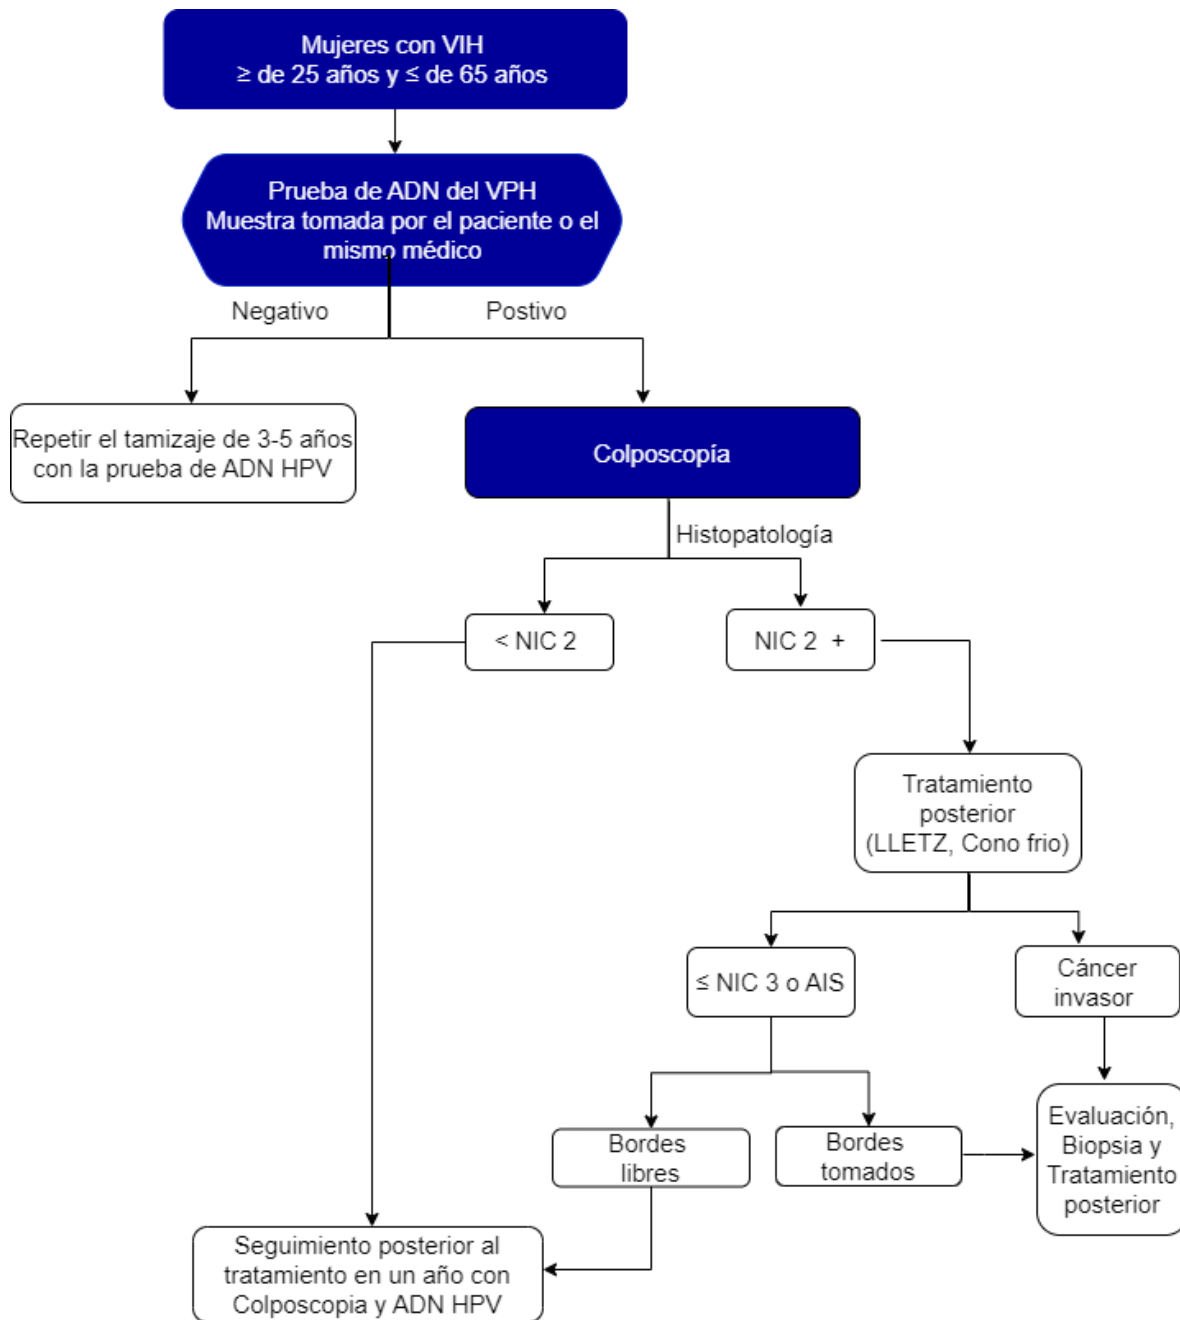 Mujeres con VIH
≥ de 25 años y ≤ de 65 años
Prueba de ADN del VPH
Muestra tomada por el paciente o el
mismo médico
Negativo
Postivo
Repetir el tamizaje de 3-5 años
con la prueba de ADN HPV
Colposcopía
Histopatología
< NIC 2
NIC 2 +
Tratamiento
posterior
(LLETZ, Cono frio)
≤ NIC 3 o AIS
Cáncer
invasor
Bordes
libres
Bordes
tomados
Evaluación,
Biopsia y
Tratamiento
posterior
Seguimiento posterior al
tratamiento en un año con
Colposcopia y ADN HPV